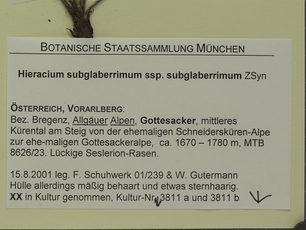 BOTANISCHE STAATSSAMMLUNG MÜNCHEN
Hieracium subglaberrimum ssp. subglaberrimum ZSyn
ÖSTERREICH, VORARLBERG:
Bez. Bregenz, Allgäuer Alpen, Gottesacker, mittleres
Kürental am Steig von der ehemaligen Schneidersküren-Alpe
zur ehe-maligen Gottesackeralpe, ca. 1670 – 1780 m, MTB
8626/23. Lückige Seslerion-Rasen.
15.8.2001 leg. F. Schuhwerk 01/239 & W. Gutermann
Hülle allerdings mäßig behaart und etwas sternhaarig.
XX in Kultur genommen, Kultur-Nr. 3811 a und 3811 b